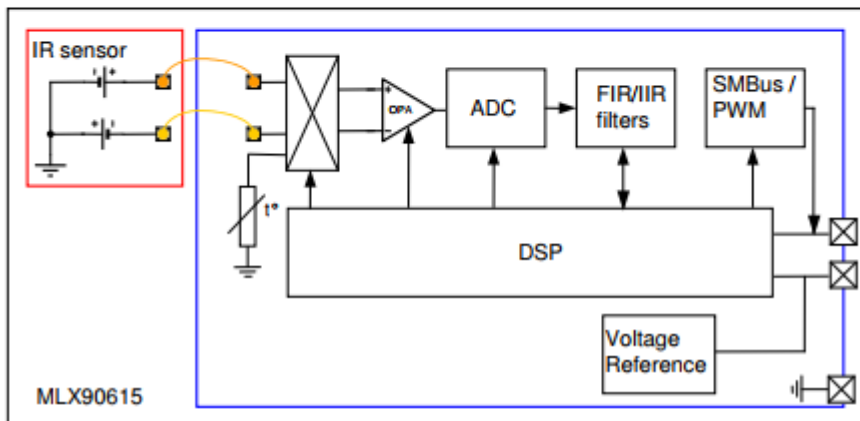 IR sensor
- +
+ -
t°
+
OPA
-
ADC
FIR/IIR
filters
SMBus /
PWM
DSP
Voltage
Reference
MLX90615